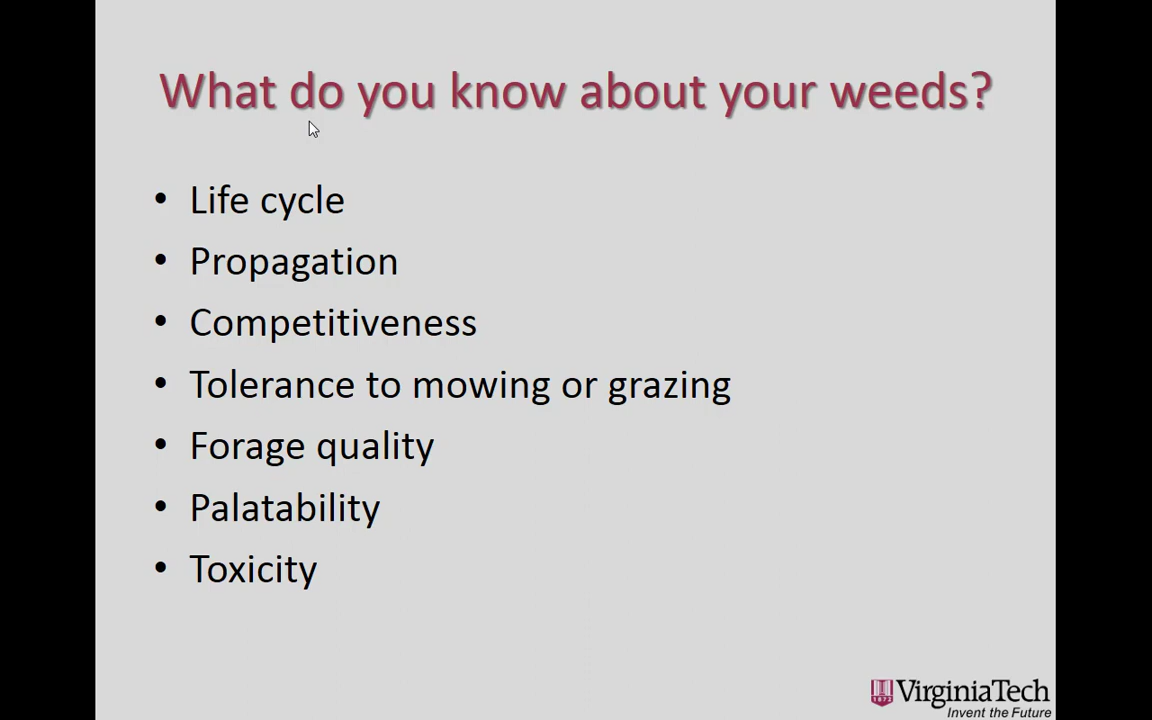 What do you know about your weeds?
• Life cycle
• Propagation
• Competitiveness
• Tolerance to mowing or grazing
• Forage quality
• Palatability
• Toxicity
VirginiaTech
Invent the Future